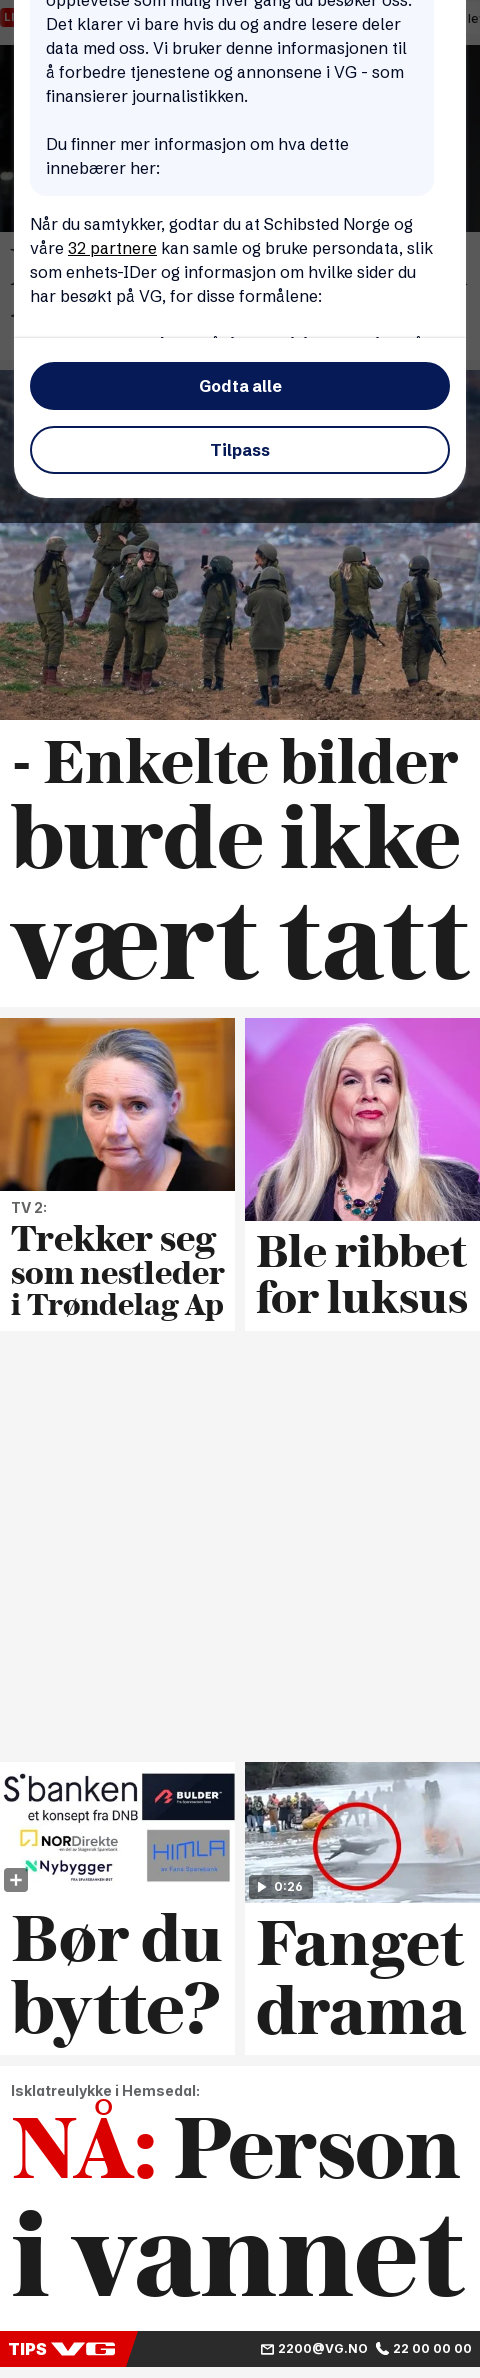 opplevelse som mulig hver gang du besøker oss.
Det klarer vi bare hvis du og andre lesere deler
data med oss. Vi bruker denne informasjonen til
å forbedre tjenestene og annonsene i VG - som
finansierer journalistikken.
Du finner mer informasjon om hva dette
innebærer her:
Når du samtykker, godtar du at Schibsted Norge og
våre 32 partnere kan samle og bruke persondata, slik
som enhets-IDer og informasjon om hvilke sider du
har besøkt på VG, for disse formålene:
Godta alle
Tilpass
- Enkelte bilder
burde ikke
vært tatt
TV 2:
Trekker seg
som nestleder
i Trøndelag Ap
Ble ribbet
for luksus
S'banken
et konsept fra DNB
BULDER
NORDirekte
Nybygger
FRA SPAREBANKEN ØST
HIMLA
en Fana Sparebank
Bør du
bytte?
0:26
Fanget
drama
Isklatreulykke i Hemsedal:
NÅ: Person
i vannet
TIPS VG 2200@VG.NO 22 00 00 00